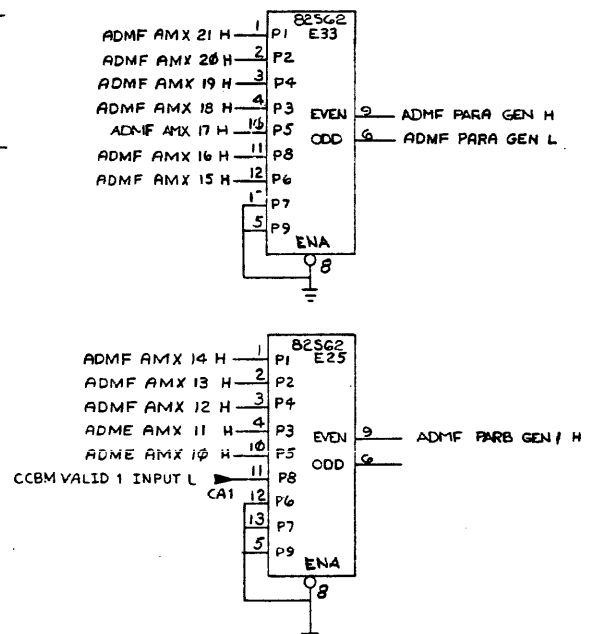 82S62
E33
ADMF AMX 21 H 1 P1
ADMF AMX 20 H 2 P2
ADMF AMX 19 H 3 P4
ADMF AMX 18 H 4 P3 EVEN 9 ADMF PARA GEN H
ADMF AMX 17 H 10 P5 ODD 6 ADMF PARA GEN L
ADMF AMX 16 H 11 P8
ADMF AMX 15 H 12 P6
P7
5 P9
ENA
8
82S62
E25
ADMF AMX 14 H 1 P1
ADMF AMX 13 H 2 P2
ADMF AMX 12 H 3 P4
ADME AMX 11 H 4 P3 EVEN 9 ADMF PARB GEN 1 H
ADME AMX 10 H 10 P5 ODD 6
CCBM VALID 1 INPUT L CA1 11 P8
12 P6
13 P7
5 P9
ENA
8